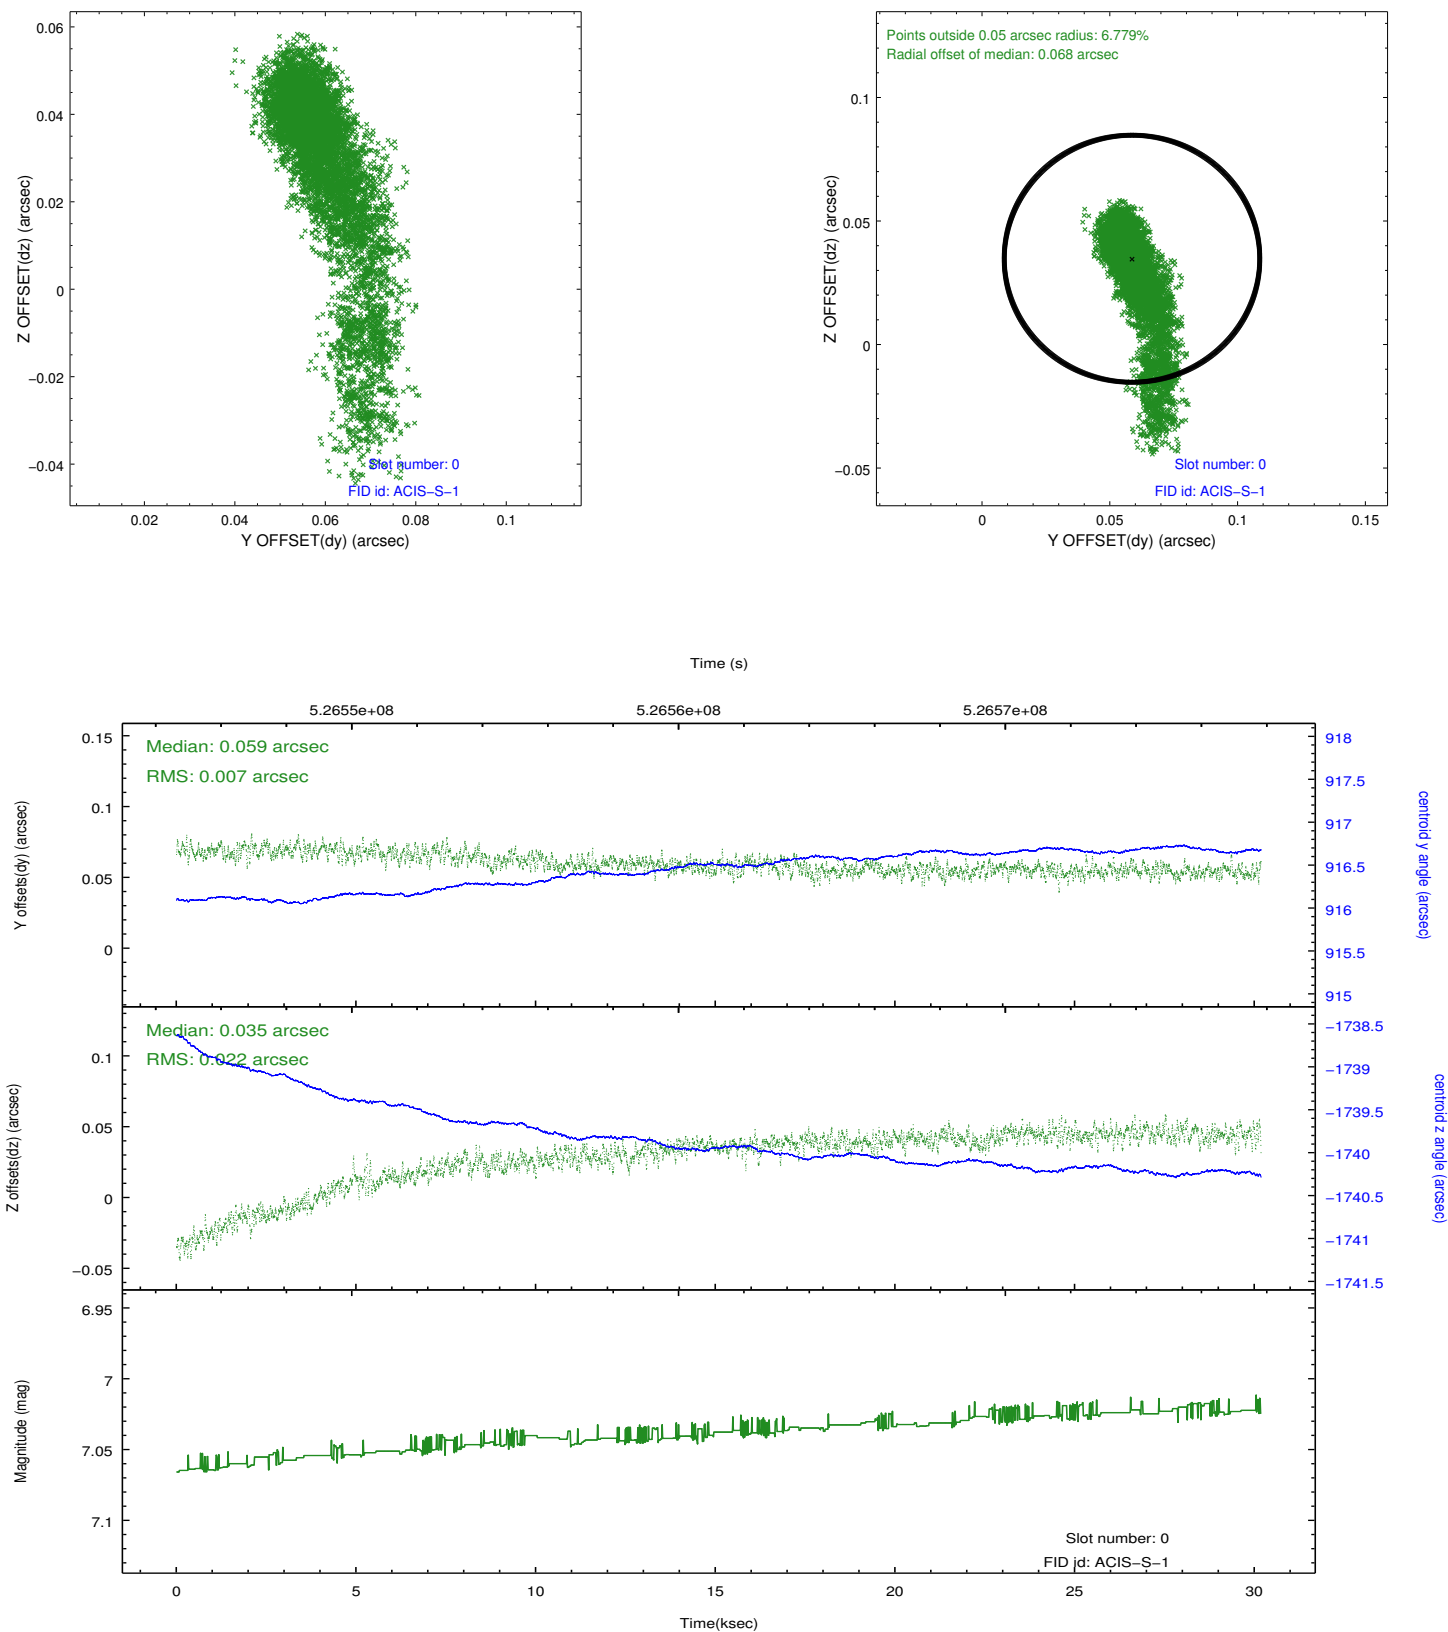 0.06
0.04
0.02
0
−0.02
−0.04
Z OFFSET(dz) (arcsec)
Slot number: 0
FID id: ACIS−S−1
0.02
0.04
0.06
0.08
0.1
Y OFFSET(dy) (arcsec)
Points outside 0.05 arcsec radius: 6.779%
Radial offset of median: 0.068 arcsec
0.1
0.05
0
−0.05
Z OFFSET(dz) (arcsec)
Slot number: 0
FID id: ACIS−S−1
0
0.05
0.1
0.15
Y OFFSET(dy) (arcsec)
Time (s)
5.2655e+08
5.2656e+08
5.2657e+08
Median: 0.059 arcsec
RMS: 0.007 arcsec
0.15
0.1
0.05
0
Y offsets(dy) (arcsec)
918
917.5
917
916.5
916
915.5
915
centroid y angle (arcsec)
Median: 0.035 arcsec
RMS: 0.022 arcsec
0.1
0.05
0
−0.05
Z offsets(dz) (arcsec)
−1738.5
−1739
−1739.5
−1740
−1740.5
−1741
−1741.5
centroid z angle (arcsec)
6.95
7
7.05
7.1
Magnitude (mag)
Slot number: 0
FID id: ACIS−S−1
0
5
10
15
20
25
30
Time(ksec)